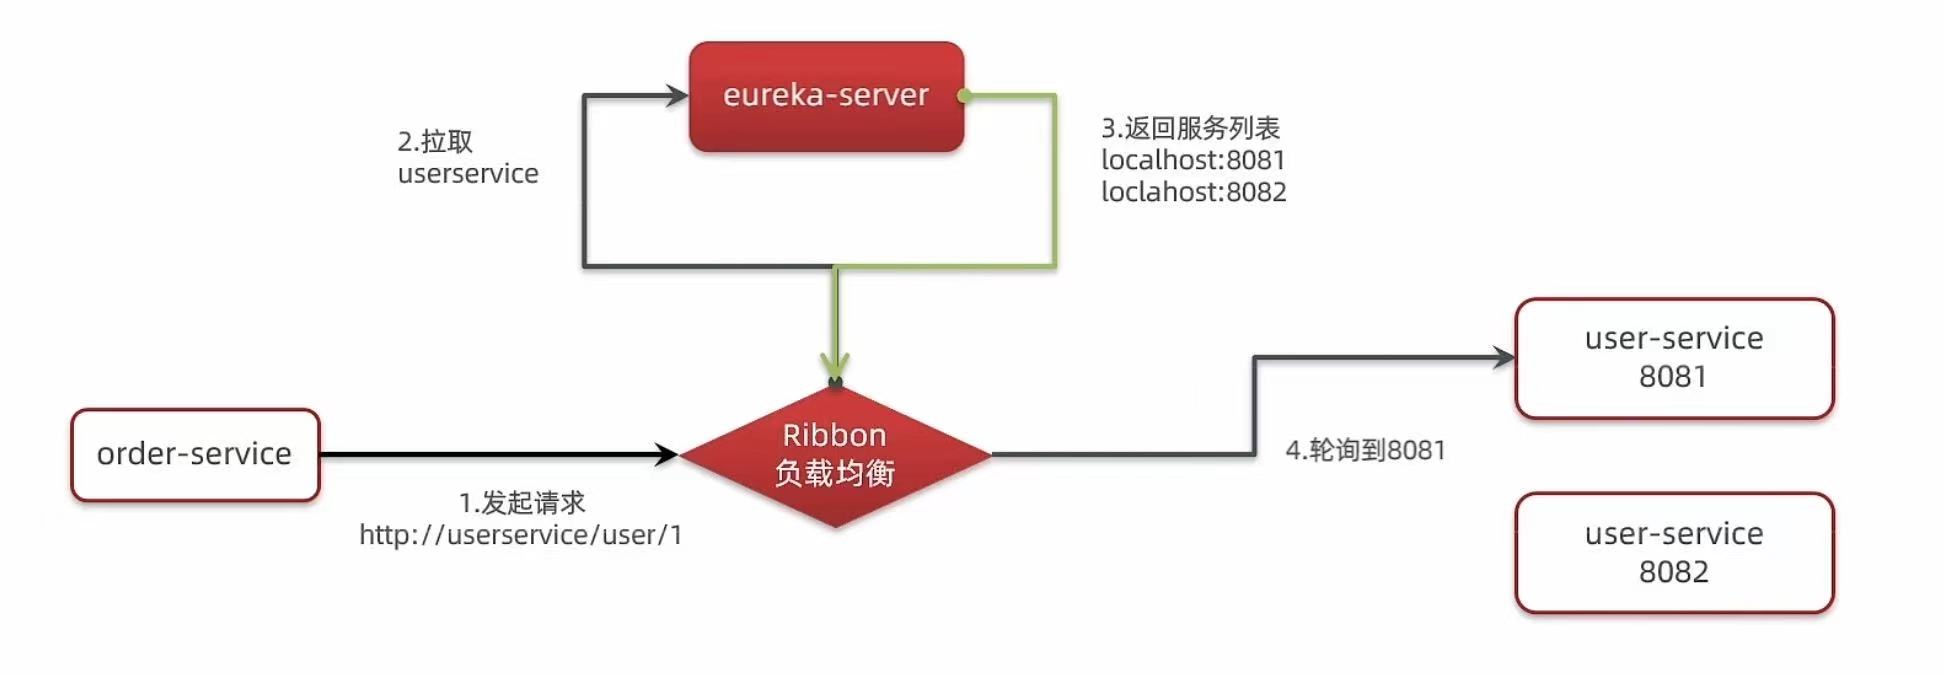 eureka-server
2.拉取
userservice
3.返回服务列表
localhost:8081
loclahost:8082
order-service
1.发起请求
http://userservice/user/1
Ribbon
负载均衡
4.轮询到8081
user-service
8081
user-service
8082